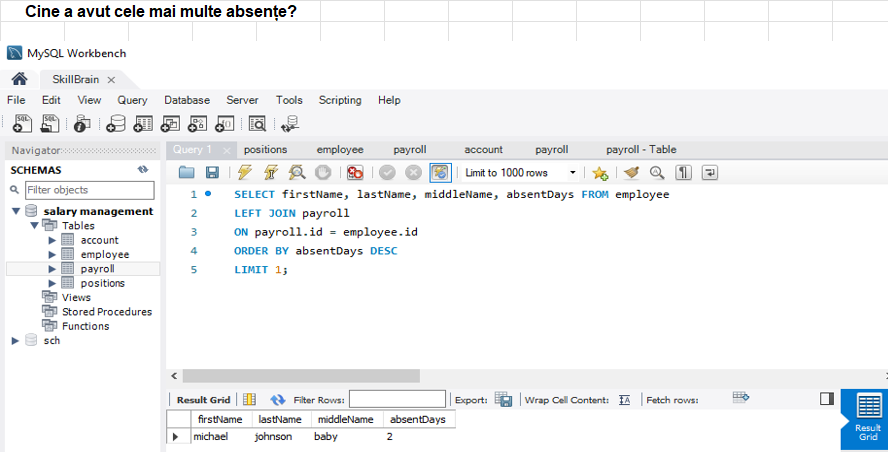 Cine a avut cele mai multe absențe?
MySQL Workbench
SkillBrain
File Edit View Query Database Server Tools Scripting Help
Navigator
Query 1 positions employee payroll account payroll payroll - Table
SCHEMAS
Limit to 1000 rows
Filter objects
salary management
Tables
account
employee
payroll
positions
Views
Stored Procedures
Functions
sch
1 SELECT firstName, lastName, middleName, absentDays FROM employee
2 LEFT JOIN payroll
3 ON payroll.id = employee.id
4 ORDER BY absentDays DESC
5 LIMIT 1;
Result Grid Filter Rows: Export: Wrap Cell Content: Fetch rows:
firstName lastName middleName absentDays
michael johnson baby 2
Result
Grid